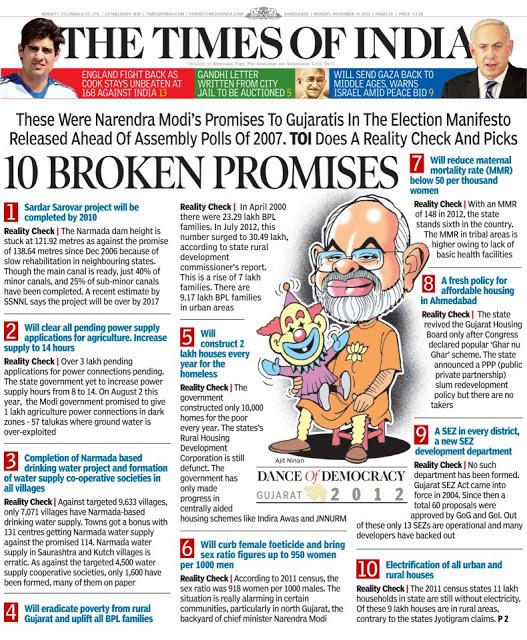 BENNETT, COLEMAN & CO. LTD. | ESTABLISHED 1838 | TIMESOFINDIA.COM | EPAPER.TIMESOFINDIA.COM
AHMEDABAD | MONDAY, NOVEMBER 19, 2012 | PAGES 24 | PRICE
THE TIMES OF INDIA
ENGLAND FIGHT BACK AS
COOK STAYS UNBEATEN AT
168 AGAINST INDIA 13
GANDHI LETTER
WRITTEN FROM CITY
JAIL TO BE AUCTIONED 5
WILL SEND GAZA BACK TO
MIDDLE AGES, WARNS
ISRAEL AMID PEACE BID 9
These Were Narendra Modi's Promises To Gujaratis In The Election Manifesto
Released Ahead Of Assembly Polls Of 2007. TOI Does A Reality Check And Picks
10 BROKEN PROMISES
1 Sardar Sarovar project will be
completed by 2010
Reality Check | The Narmada dam height is
stuck at 121.92 metres as against the promise
of 138.64 metres since Dec 2006 because of
slow rehabilitation in neighbouring states.
Though the main canal is ready, just 40% of
minor canals, and 25% of sub-minor canals
have been completed. A recent estimate by
SSNNL says the project will be over by 2017
2 Will clear all pending power supply
applications for agriculture. Increase
supply to 14 hours
Reality Check | Over 3 lakh pending
applications for power connections pending.
The state government yet to increase power
supply hours from 8 to 14. On August 2 this
year, the Modi government promised to give
1 lakh agriculture power connections in dark
zones - 57 talukas where ground water is
over-exploited
3 Completion of Narmada based
drinking water project and formation
of water supply co-operative societies in
all villages
Reality Check | Against targeted 9,633 villages,
only 7,071 villages have Narmada-based
drinking water supply. Towns got a bonus with
131 centres getting Narmada water supply
against the promised 114. Narmada water
supply in Saurashtra and Kutch villages is
erratic. As against the targeted 4,500 water
supply cooperative societies, only 1,600 have
been formed, many of them on paper
4 Will eradicate poverty from rural
Gujarat and uplift all BPL families
Reality Check | In April 2000
there were 23.29 lakh BPL
families. In July 2012, this
number surged to 30.49 lakh,
according to state rural
development
commissioner's report.
This is a rise of 7 lakh
families. There are
9.17 lakh BPL families
in urban areas
5 Will
construct 2
lakh houses every
year for the
homeless
Reality Check | The
government
constructed only 10,000
homes for the poor
every year. The states's
Rural Housing
Development
Corporation is still
defunct. The
government has
only made
progress in
centrally aided
housing schemes like Indira Awas and JNNURM
6 Will curb female foeticide and bring
sex ratio figures up to 950 women
per 1000 men
Reality Check | According to 2011 census, the
sex ratio was 918 women per 1000 males. The
situation is really alarming in certain
communities, particularly in north Gujarat, the
backyard of chief minister Narendra Modi
Ajit Ninan
DANCE Of DEMOCRACY
GUJARAT 2012
7 Will reduce maternal
mortality rate (MMR)
below 50 per thousand
women
Reality Check | With an MMR
of 148 in 2012, the state
stands sixth in the country.
The MMR in tribal areas is
higher owing to lack of
basic health facilities
8 A fresh policy for
affordable housing
in Ahmedabad
Reality Check | The state
revived the Gujarat Housing
Board only after Congress
declared popular 'Ghar nu
Ghar' scheme. The state
announced a PPP (public
private partnership)
slum redevelopment
policy but there are no
takers
9 A SEZ in every district,
a new SEZ
development department
Reality Check | No such
department has been formed.
Gujarat SEZ Act came into
force in 2004. Since then a
total 60 proposals were
approved by GoG and GoI. Out
of these only 13 SEZs are operational and many
developers have backed out
10 Electrification of all urban and
rural houses
Reality Check | The 2011 census states 11 lakh
households in state are still without electricity.
Of these 9 lakh houses are in rural areas,
contrary to the states Jyotigram claims. P 2